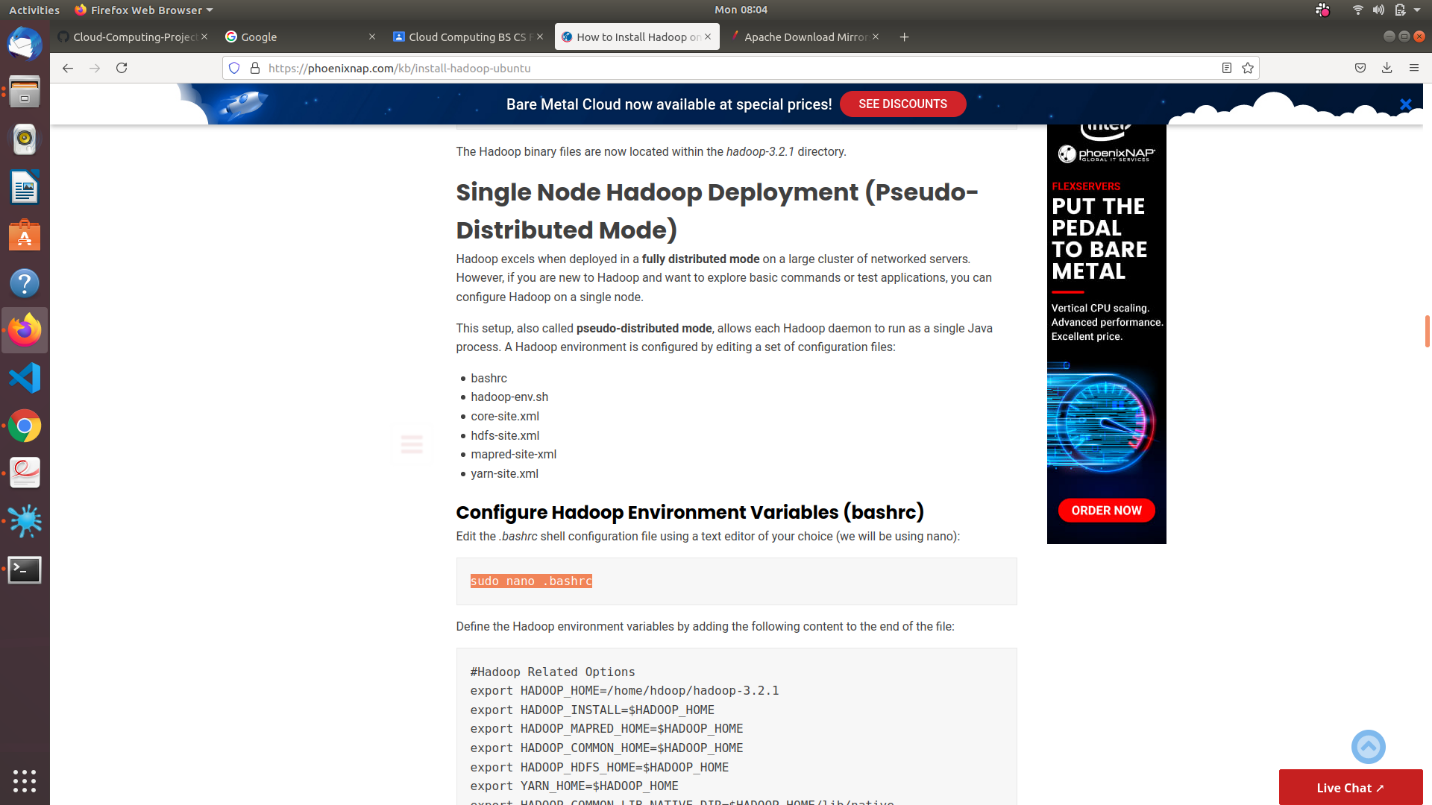 Activities
Firefox Web Browser
Mon 08:04
Cloud-Computing-Project
Google
Cloud Computing BS CS F
How to Install Hadoop on
Apache Download Mirror
https://phoenixnap.com/kb/install-hadoop-ubuntu
Bare Metal Cloud now available at special prices!
SEE DISCOUNTS
The Hadoop binary files are now located within the hadoop-3.2.1 directory.
Single Node Hadoop Deployment (Pseudo-
Distributed Mode)
Hadoop excels when deployed in a fully distributed mode on a large cluster of networked servers.
However, if you are new to Hadoop and want to explore basic commands or test applications, you can
configure Hadoop on a single node.
This setup, also called pseudo-distributed mode, allows each Hadoop daemon to run as a single Java
process. A Hadoop environment is configured by editing a set of configuration files:
bashrc
hadoop-env.sh
core-site.xml
hdfs-site.xml
mapred-site-xml
yarn-site.xml
Configure Hadoop Environment Variables (bashrc)
Edit the .bashrc shell configuration file using a text editor of your choice (we will be using nano):
sudo nano .bashrc
Define the Hadoop environment variables by adding the following content to the end of the file:
#Hadoop Related Options
export HADOOP_HOME=/home/hdoop/hadoop-3.2.1
export HADOOP_INSTALL=$HADOOP_HOME
export HADOOP_MAPRED_HOME=$HADOOP_HOME
export HADOOP_COMMON_HOME=$HADOOP_HOME
export HADOOP_HDFS_HOME=$HADOOP_HOME
export YARN_HOME=$HADOOP_HOME
export HADOOP_COMMON_LIB_NATIVE_DIR=$HADOOP_HOME/lib/native
intel
phoenixNAP
GLOBAL IT SERVICES
FLEXSERVERS
PUT THE
PEDAL
TO BARE
METAL
Vertical CPU scaling.
Advanced performance.
Excellent price.
ORDER NOW
Live Chat